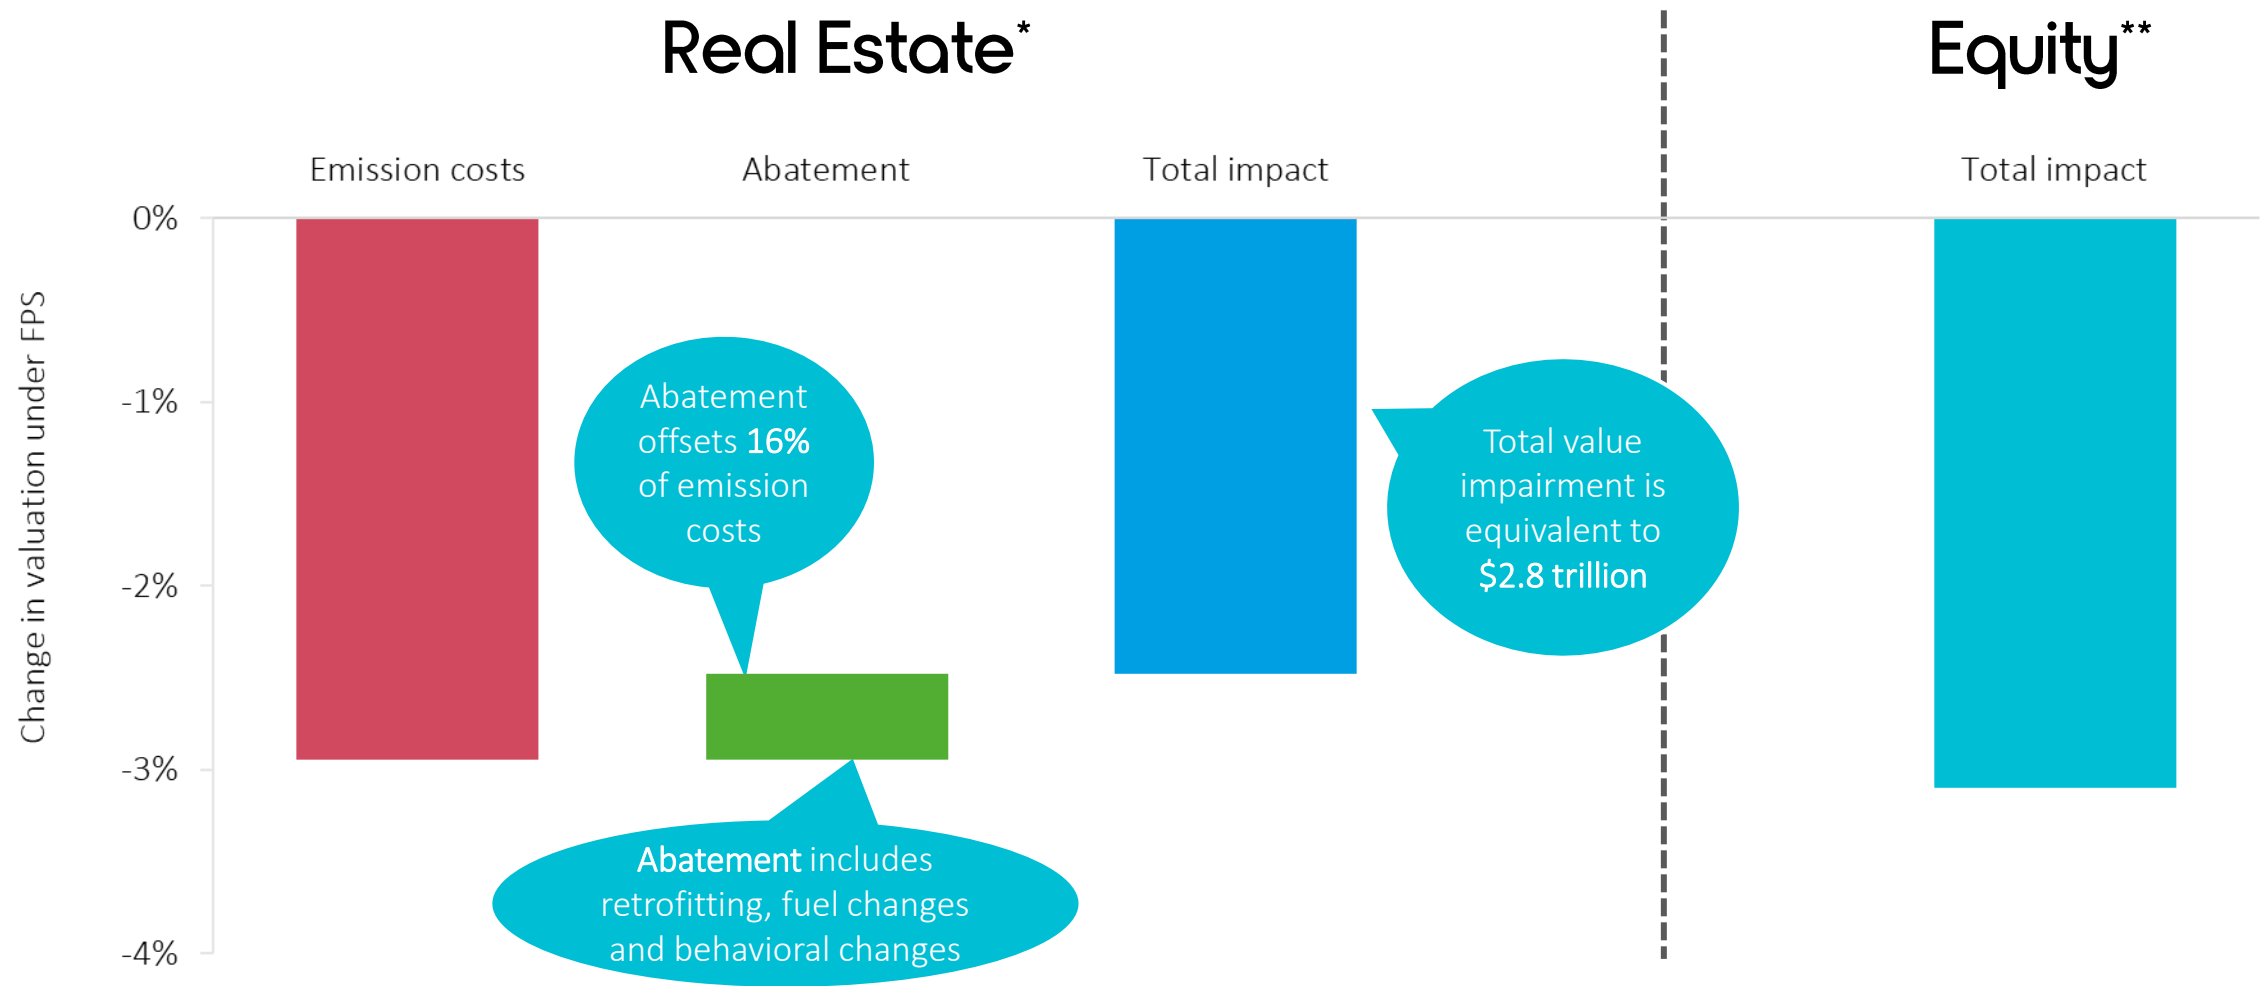 Real Estate*
Equity**
Emission costs
Abatement
Total impact
Total impact
0%
-1%
-2%
-3%
-4%
Change in valuation under FPS
Abatement
offsets 16%
of emission
costs
Total value
impairment is
equivalent to
$2.8 trillion
Abatement includes
retrofitting, fuel changes
and behavioral changes